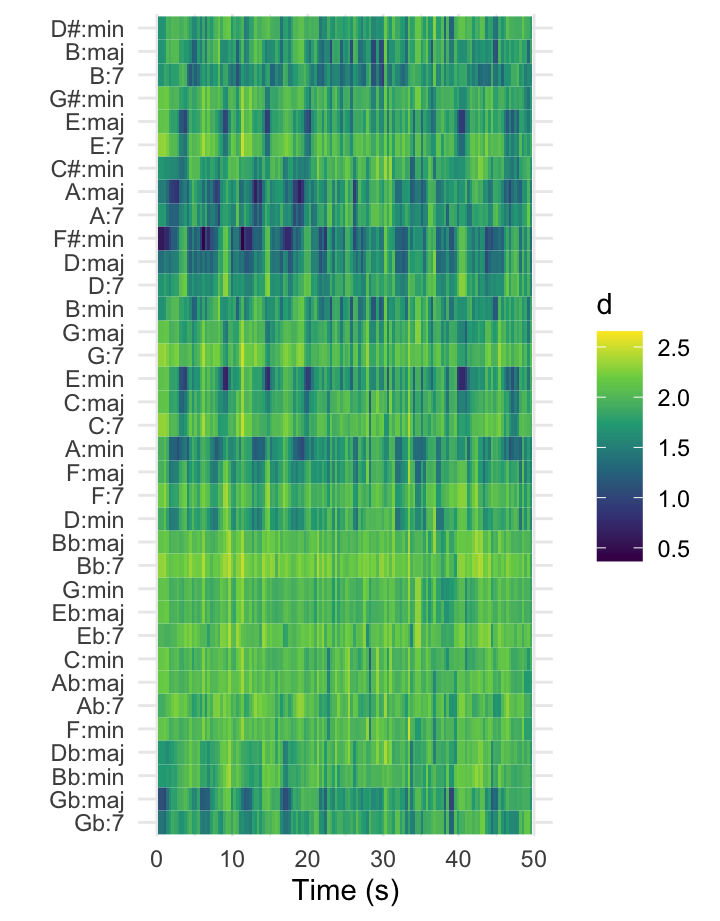 D#:min
B:maj
B:7
G#:min
E:maj
E:7
C#:min
A:maj
A:7
F#:min
D:maj
D:7
B:min
G:maj
G:7
E:min
C:maj
C:7
A:min
F:maj
F:7
D:min
Bb:maj
Bb:7
G:min
Eb:maj
Eb:7
C:min
Ab:maj
Ab:7
F:min
Db:maj
Bb:min
Gb:maj
Gb:7
0 10 20 30 40 50
Time (s)
d
2.5
2.0
1.5
1.0
0.5